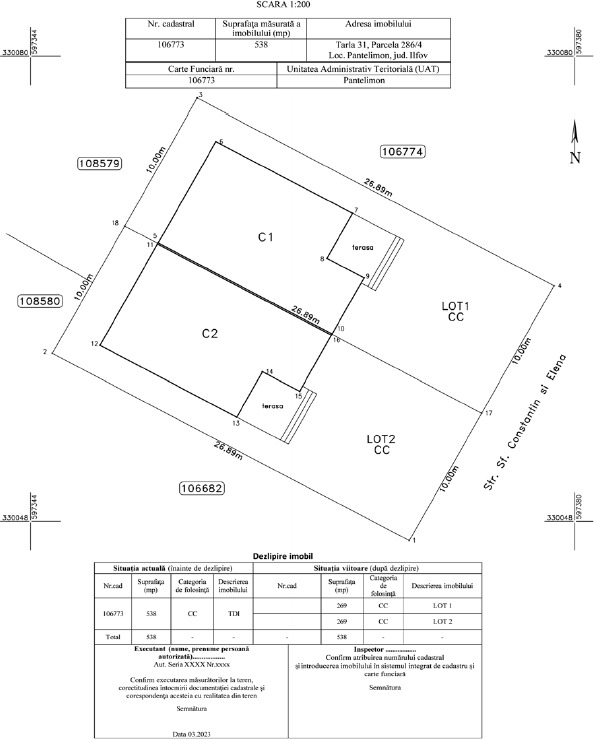 SCARA 1:200
Nr. cadastral
Suprafața măsurată a
imobilului (mp)
Adresa imobilului
106773
538
Tarla 31, Parcela 286/4
Loc. Pantelimon, jud. Ilfov
Carte Funciară nr.
Unitatea Administrativ Teritorială (UAT)
106773
Pantelimon
330080
597344
330080
597380
3
108579
10.00m
6
106774
26.89m
N
18
5
11
C1
7
terasa
8
9
4
108580
10.00m
26.89m
10
16
LOT1
CC
10.00m
C2
12
2
14
15
terasa
13
17
Str. Sf. Constantin si Elena
26.89m
LOT2
CC
10.00m
106682
1
330048
597344
330048
597380
Dezlipire imobil
Situația actuală (înainte de dezlipire)
Situația viitoare (după dezlipire)
Nr.cad
Suprafața
(mp)
Categoria
de folosință
Descrierea
imobilului
Nr.cad
Suprafața
(mp)
Categoria
de
folosință
Descrierea imobilului
106773
538
CC
TDI
269
CC
LOT 1
269
CC
LOT 2
Total
538
-
-
-
538
-
-
Executant (nume, prenume persoană
autorizată)....................
Aut. Seria XXXX Nr.xxxx
Confirm executarea măsurătorilor la teren,
corectitudinea întocmirii documentației cadastrale și
corespondența acesteia cu realitatea din teren
Semnătura
Data 03.2023
Inspector ..................
Confirm atribuirea numărului cadastral
și introducerea imobilului în sistemul integrat de cadastru și
carte funciară
Semnătura